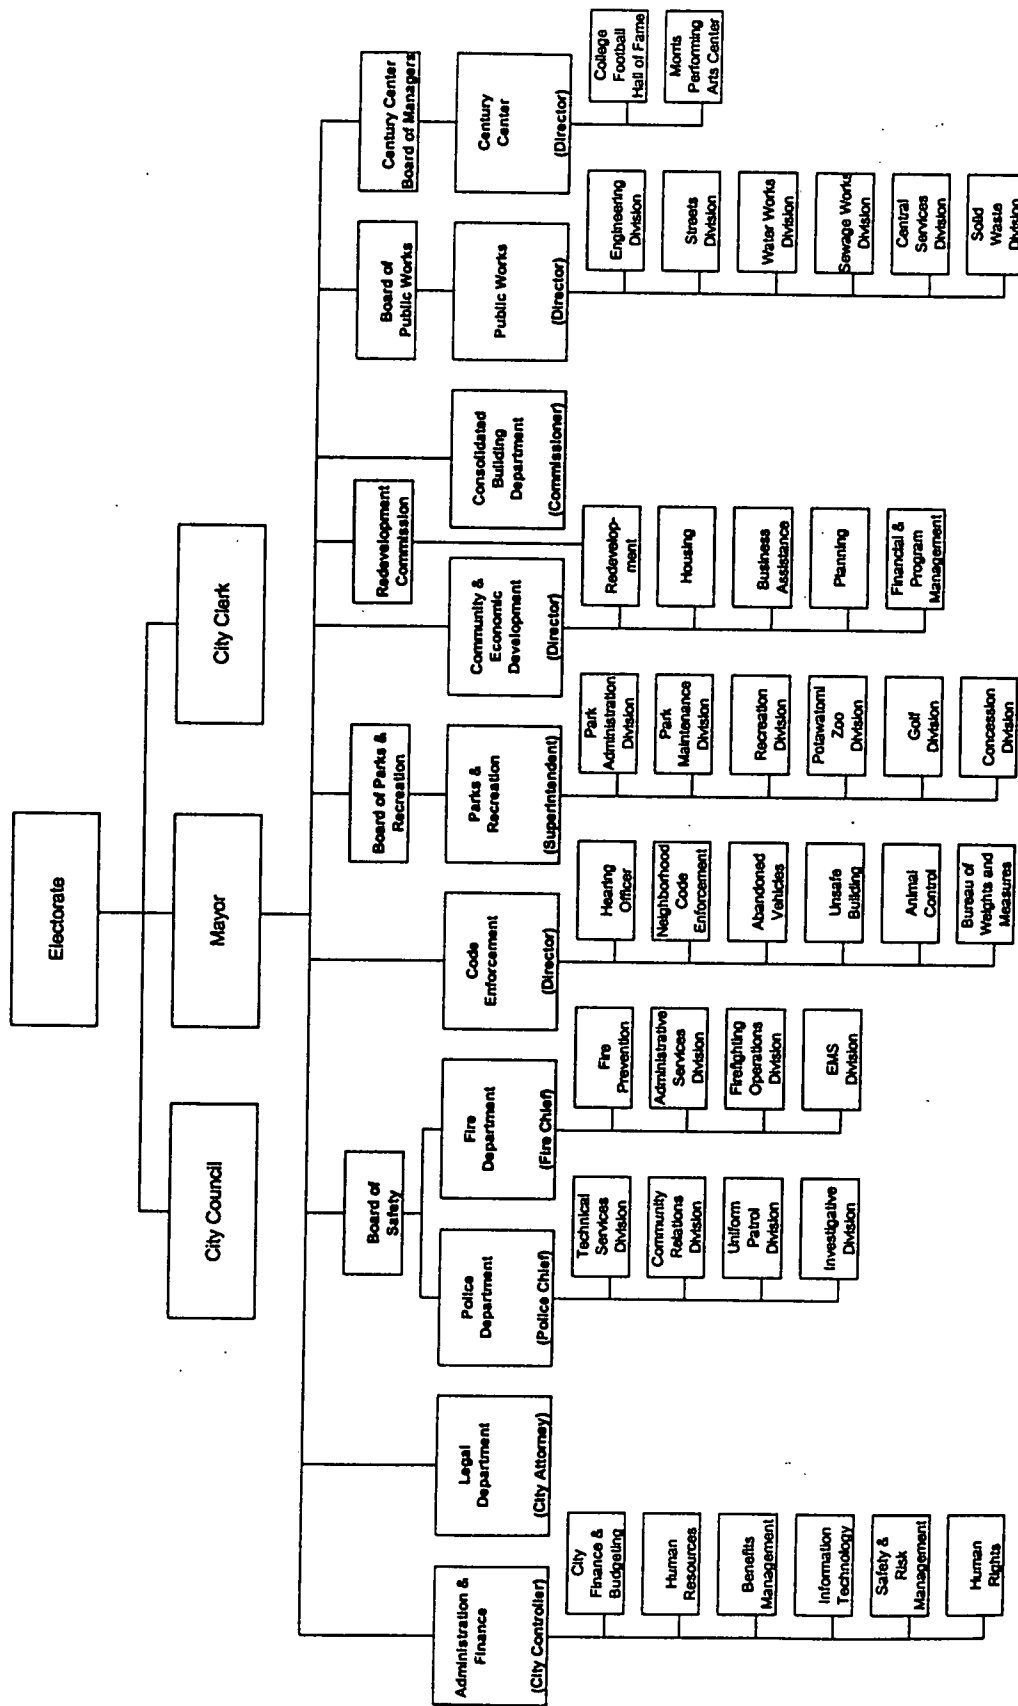 Electorate
City Council
Mayor
City Clerk
Board of
Safety
Board of Parks &
Recreation
Redevelopment
Commission
Board of
Public Works
Century Center
Board of Managers
Administration &
Finance
(City Controller)
Legal
Department
(City Attorney)
Police
Department
(Police Chief)
Fire
Department
(Fire Chief)
Code
Enforcement
(Director)
Parks &
Recreation
(Superintendent)
Community &
Economic
Development
(Director)
Consolidated
Building
Department
(Commissioner)
Public Works
(Director)
Century
Center
(Director)
City
Finance &
Budgeting
Human
Resources
Benefits
Management
Information
Technology
Safety &
Risk
Management
Human
Rights
Technical
Services
Division
Community
Relations
Division
Uniform
Patrol
Division
Investigative
Division
Fire
Prevention
Administrative
Services
Division
Firefighting
Operations
Division
EMS
Division
Hearing
Officer
Neighborhood
Code
Enforcement
Abandoned
Vehicles
Unsafe
Building
Animal
Control
Bureau of
Weights and
Measures
Park
Administration
Division
Park
Maintenance
Division
Recreation
Division
Potawatomi
Zoo
Division
Golf
Division
Concession
Division
Redevelop-
ment
Housing
Business
Assistance
Planning
Financial &
Program
Management
Engineering
Division
Streets
Division
Water Works
Division
Sewage Works
Division
Central
Services
Division
Solid
Waste
Division
College
Football
Hall of Fame
Morris
Performing
Arts Center